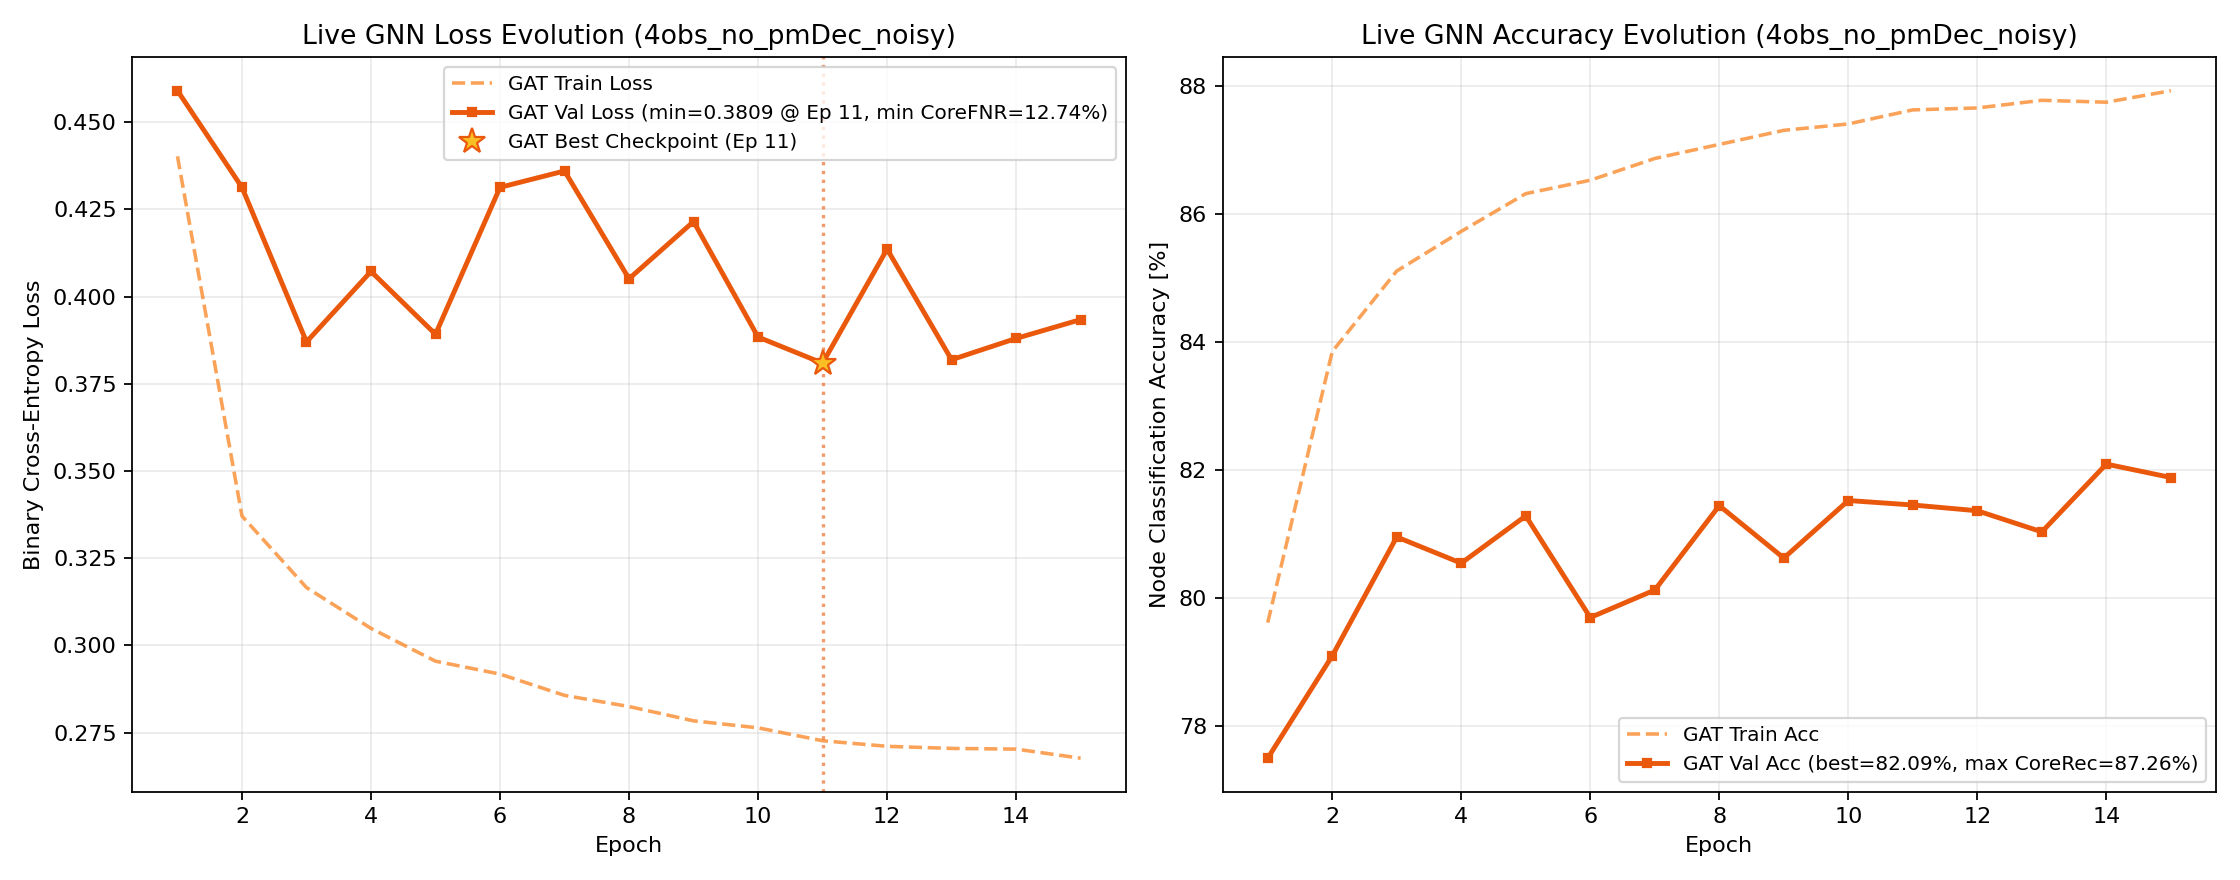 Live GNN Loss Evolution (4obs_no_pmDec_noisy)
GAT Train Loss
GAT Val Loss (min=0.3809 @ Ep 11, min CoreFNR=12.74%)
GAT Best Checkpoint (Ep 11)
Binary Cross-Entropy Loss
0.450
0.425
0.400
0.375
0.350
0.325
0.300
0.275
2 4 6 8 10 12 14
Epoch
Live GNN Accuracy Evolution (4obs_no_pmDec_noisy)
Node Classification Accuracy [%]
88
86
84
82
80
78
GAT Train Acc
GAT Val Acc (best=82.09%, max CoreRec=87.26%)
2 4 6 8 10 12 14
Epoch